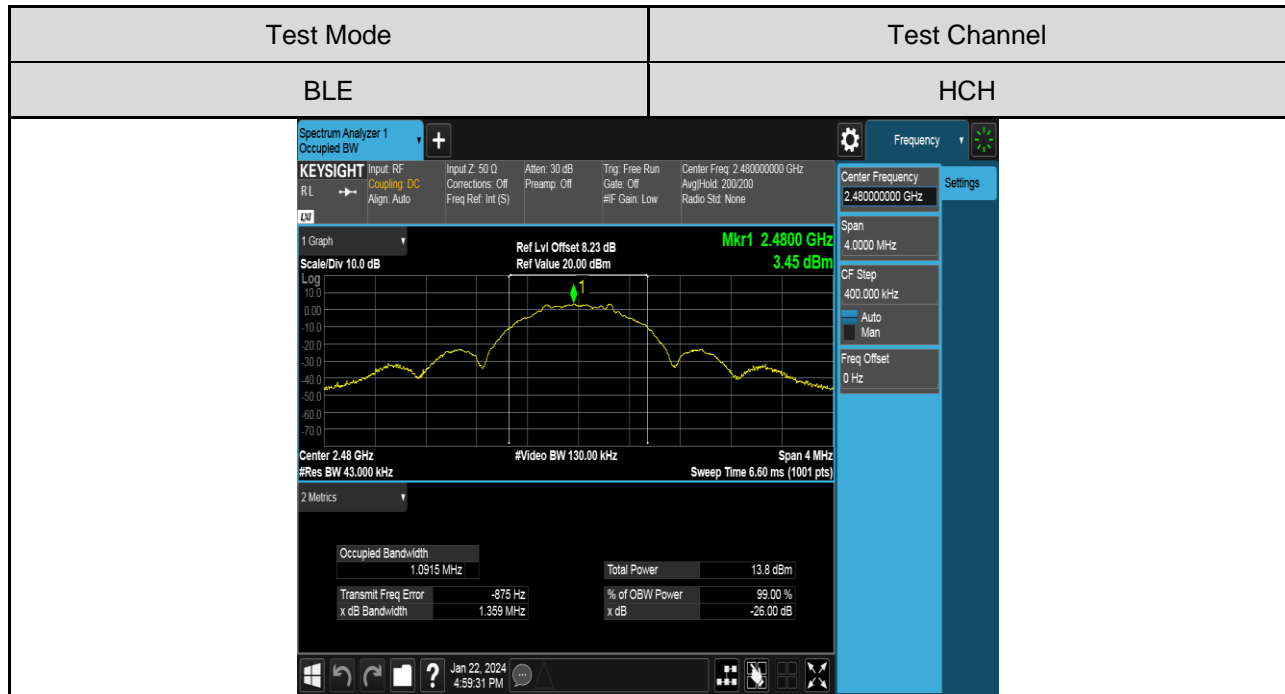 Test Mode Test Channel
BLE HCH
Spectrum Analyzer 1
Occupied BW
+
Frequency
KEYSIGHT Input: RF Input Z: 50 Ω Atten: 30 dB Trig: Free Run Center Freq: 2.480000000 GHz
RL Coupling: DC Corrections: Off Preamp: Off Gate: Off Avg|Hold: 200/200
Align: Auto Freq Ref: Int (S) #IF Gain: Low Radio Std: None
LXI
Center Frequency
2.480000000 GHz
Settings
Span
4.0000 MHz
CF Step
400.000 kHz
Auto
Man
Freq Offset
0 Hz
1 Graph Ref Lvl Offset 8.23 dB Mkr1 2.4800 GHz
Scale/Div 10.0 dB Ref Value 20.00 dBm 3.45 dBm
Log
10.0
0.00
-10.0
-20.0
-30.0
-40.0
-50.0
-60.0
-70.0
1
Center 2.48 GHz #Video BW 130.00 kHz Span 4 MHz
#Res BW 43.000 kHz Sweep Time 6.60 ms (1001 pts)
2 Metrics
Occupied Bandwidth
1.0915 MHz Total Power 13.8 dBm
Transmit Freq Error -875 Hz % of OBW Power 99.00 %
x dB Bandwidth 1.359 MHz x dB -26.00 dB
? Jan 22, 2024
4:59:31 PM